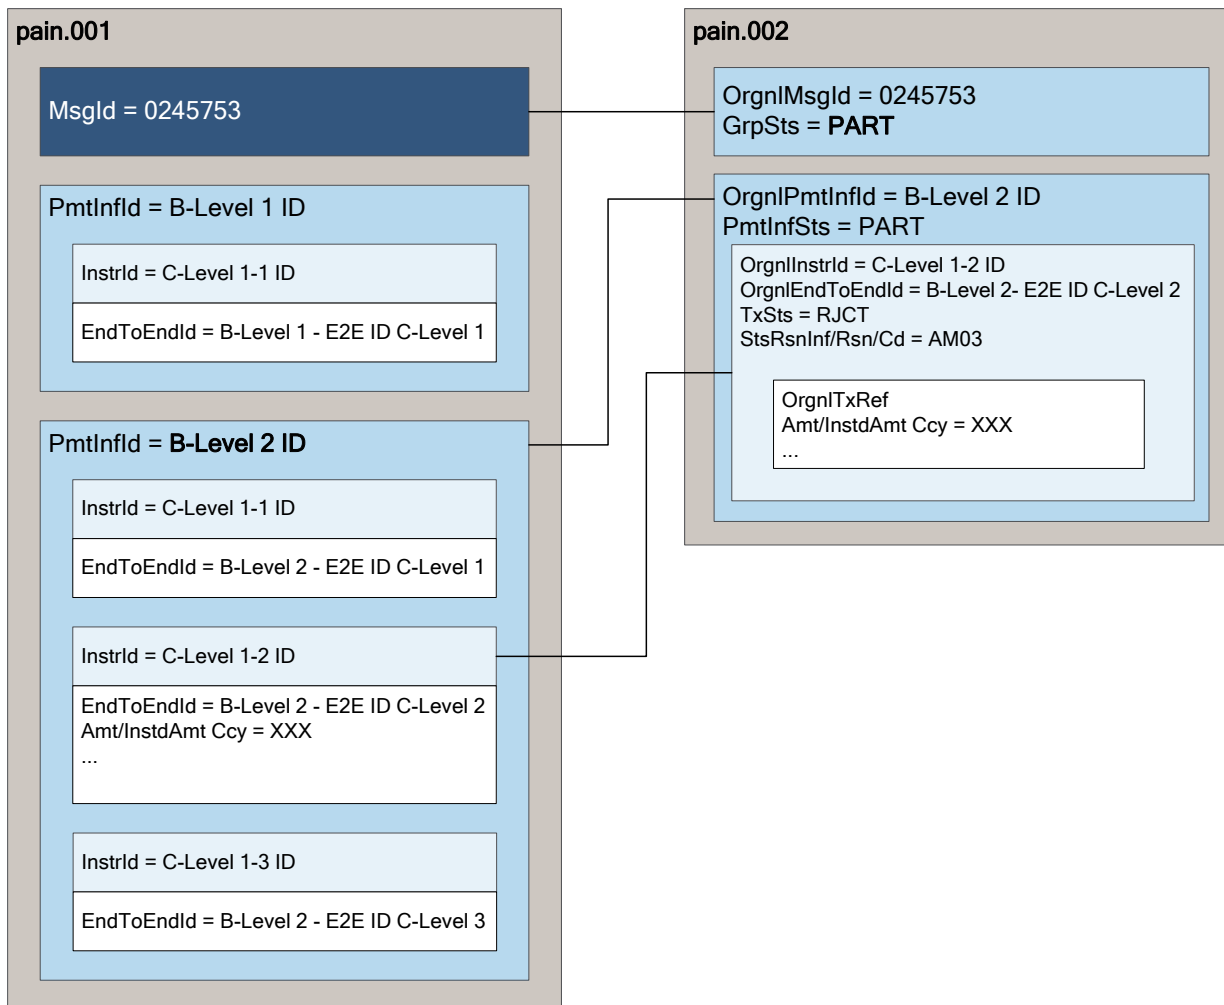 pain.001
MsgId = 0245753
PmtInfId = B-Level 1 ID
InstrId = C-Level 1-1 ID
EndToEndId = B-Level 1 - E2E ID C-Level 1
PmtInfId = B-Level 2 ID
InstrId = C-Level 1-1 ID
EndToEndId = B-Level 2 - E2E ID C-Level 1
InstrId = C-Level 1-2 ID
EndToEndId = B-Level 2 - E2E ID C-Level 2
Amt/InstdAmt Ccy = XXX
...
InstrId = C-Level 1-3 ID
EndToEndId = B-Level 2 - E2E ID C-Level 3
pain.002
OrgnlMsgId = 0245753
GrpSts = PART
OrgnlPmtInfId = B-Level 2 ID
PmtInfSts = PART
OrgnlInstrId = C-Level 1-2 ID
OrgnlEndToEndId = B-Level 2- E2E ID C-Level 2
TxSts = RJCT
StsRsnInf/Rsn/Cd = AM03
OrgnlTxRef
Amt/InstdAmt Ccy = XXX
...